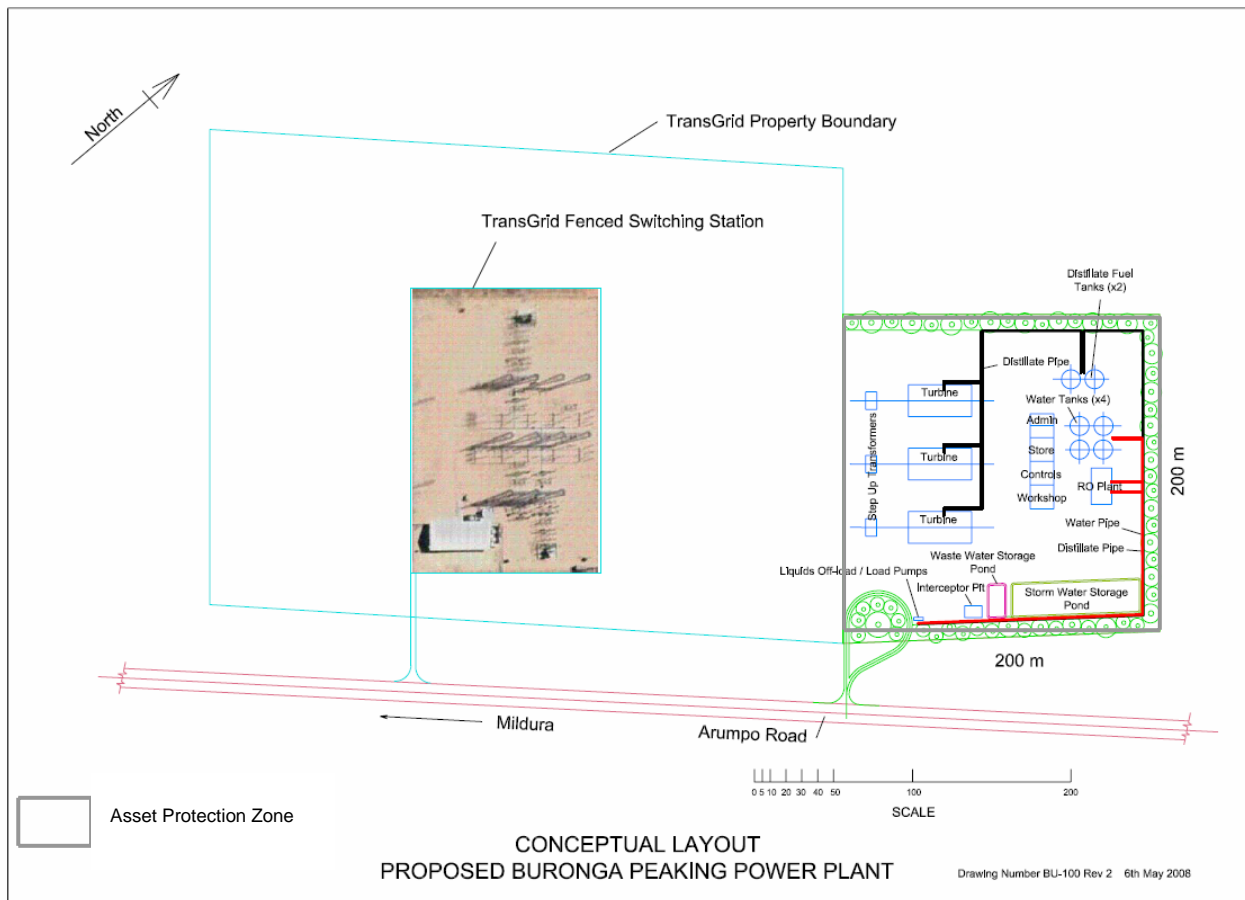 North
TransGrid Property Boundary
TransGrid Fenced Switching Station
Distillate Fuel
Tanks (x2)
Distillate Pipe
Turbine
Water Tanks (x4)
Admin
Step Up Transformers
Store
Turbine
Controls
RO Plant
Workshop
200 m
Turbine
Water Pipe
Distillate Pipe
Waste Water Storage
Pond
Liquids Off-load / Load Pumps
Interceptor Pit
Storm Water Storage
Pond
200 m
Mildura
Arumpo Road
0 5 10 20 30 40 50 100 200
SCALE
Asset Protection Zone
CONCEPTUAL LAYOUT
PROPOSED BURONGA PEAKING POWER PLANT
Drawing Number BU-100 Rev 2 6th May 2008